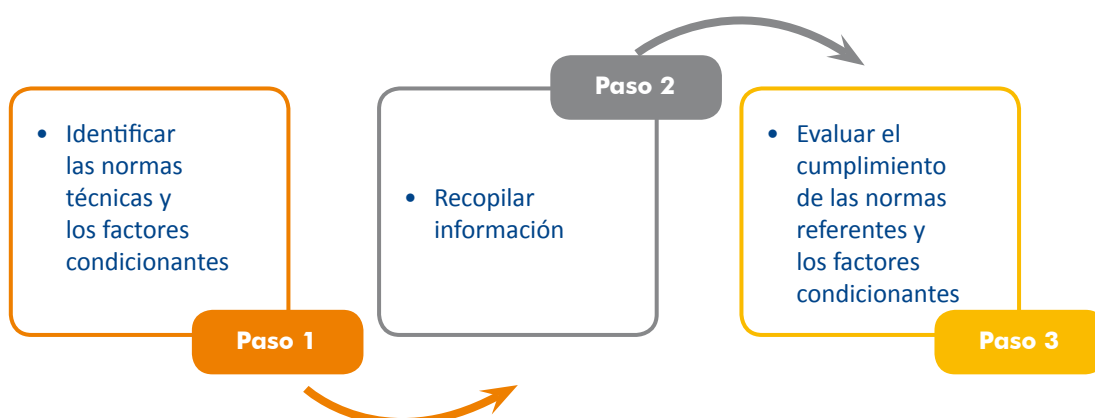 • Identificar
las normas
técnicas y
los factores
condicionantes
Paso 1
Paso 2
• Recopilar
información
• Evaluar el
cumplimiento
de las normas
referentes y
los factores
condicionantes
Paso 3